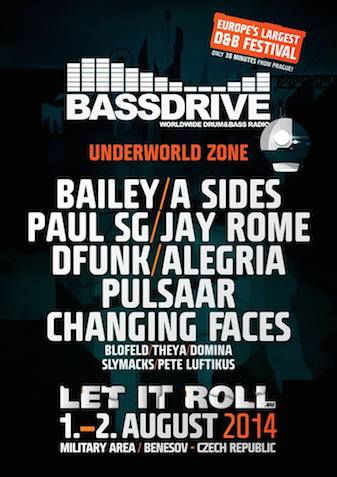 EUROPE'S LARGEST
D&B FESTIVAL
ONLY 30 MINUTES FROM PRAGUE!
BASSDRIVE
WORLDWIDE DRUM&BASS RADIO
UNDERWORLD ZONE
BAILEY/A SIDES
PAUL SG/JAY ROME
DFUNK/ALEGRIA
PULSAAR
CHANGING FACES
BLOFELD/THEYA/DOMINA
SLYMACKS/PETE LUFTIKUS
LET IT ROLL
1.–2. AUGUST 2014
MILITARY AREA / BENESOV - CZECH REPUBLIC